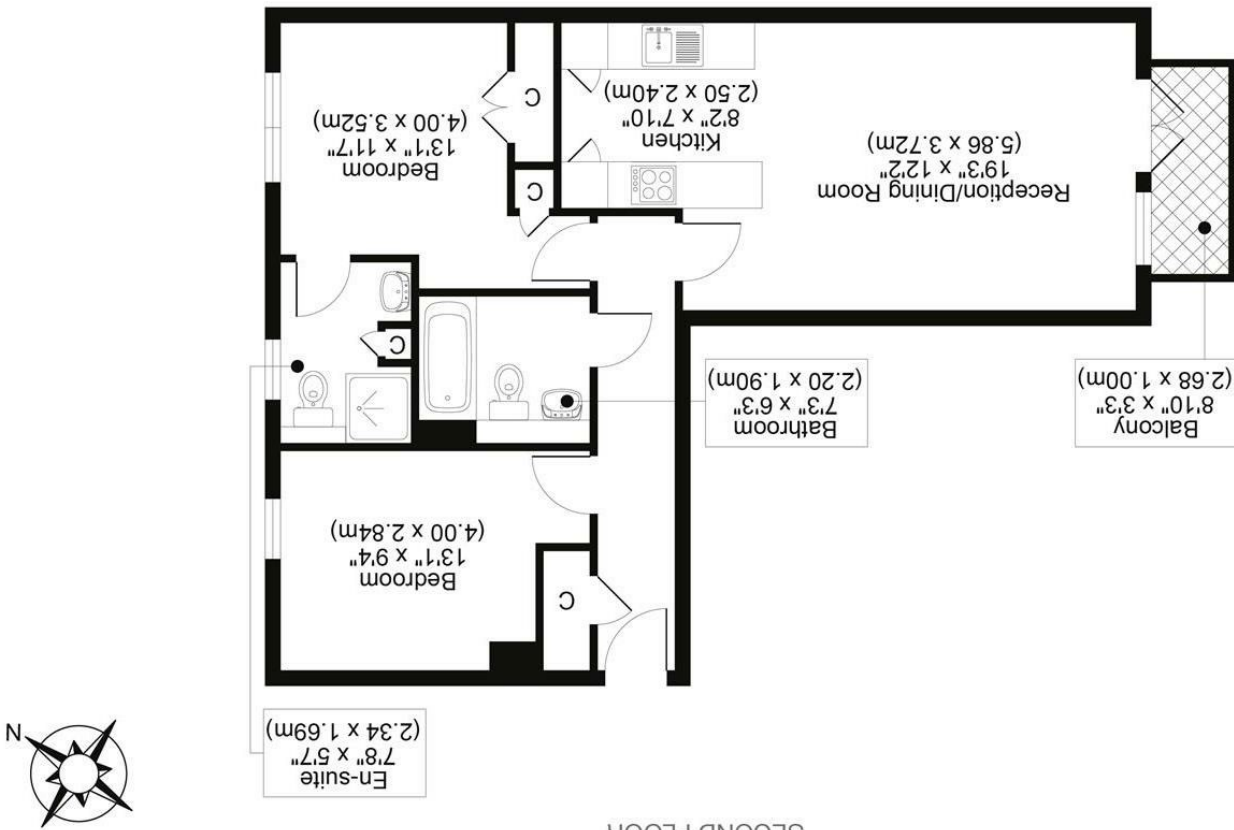 SECOND FLOOR
N
En-suite
7'8" x 5'7"
(2.34 x 1.69m)
C
Bedroom
13'1" x 9'4"
(4.00 x 2.84m)
Balcony
8'10" x 3'3"
(2.68 x 1.00m)
Bathroom
7'3" x 6'3"
(2.20 x 1.90m)
C
Reception/Dining Room
19'3" x 12'2"
(5.86 x 3.72m)
C
Kitchen
8'2" x 7'10"
(2.50 x 2.40m)
C
Bedroom
13'1" x 11'7"
(4.00 x 3.52m)